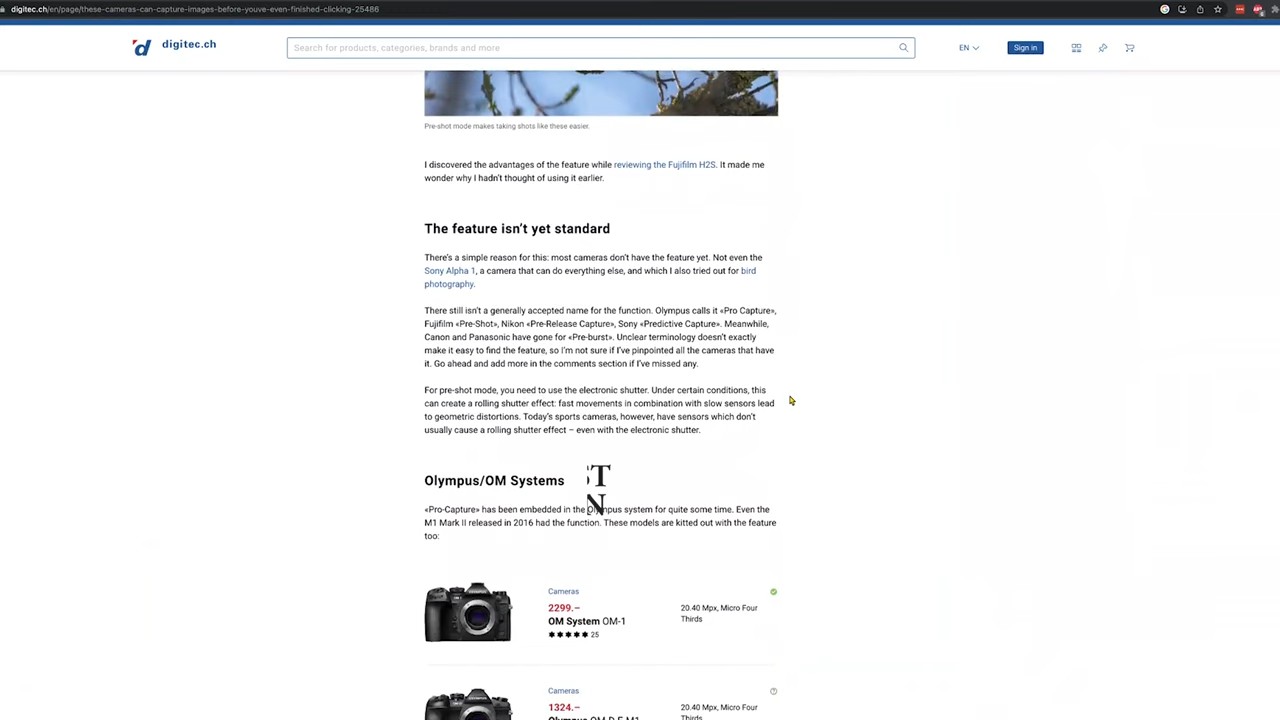 digitec.ch/en/page/these-cameras-can-capture-images-before-youve-even-finished-clicking-25486
digitec.ch
Search for products, categories, brands and more
EN
Sign in
Pre-shot mode makes taking shots like these easier.
I discovered the advantages of the feature while reviewing the Fujifilm H2S. It made me
wonder why I hadn't thought of using it earlier.
The feature isn't yet standard
There's a simple reason for this: most cameras don't have the feature yet. Not even the
Sony Alpha 1, a camera that can do everything else, and which I also tried out for bird
photography.
There still isn't a generally accepted name for the function. Olympus calls it «Pro Capture»,
Fujifilm «Pre-Shot», Nikon «Pre-Release Capture», Sony «Predictive Capture». Meanwhile,
Canon and Panasonic have gone for «Pre-burst». Unclear terminology doesn't exactly
make it easy to find the feature, so I'm not sure if I've pinpointed all the cameras that have
it. Go ahead and add more in the comments section if I've missed any.
For pre-shot mode, you need to use the electronic shutter. Under certain conditions, this
can create a rolling shutter effect: fast movements in combination with slow sensors lead
to geometric distortions. Today's sports cameras, however, have sensors which don't
usually cause a rolling shutter effect – even with the electronic shutter.
Olympus/OM Systems
T
N
«Pro-Capture» has been embedded in the Olympus system for quite some time. Even the
M1 Mark II released in 2016 had the function. These models are kitted out with the feature
too:
Cameras
2299.–
OM System OM-1
25
20.40 Mpx, Micro Four
Thirds
Cameras
1324.–
20.40 Mpx, Micro Four
Olympus OM-D E-M1
Thirds